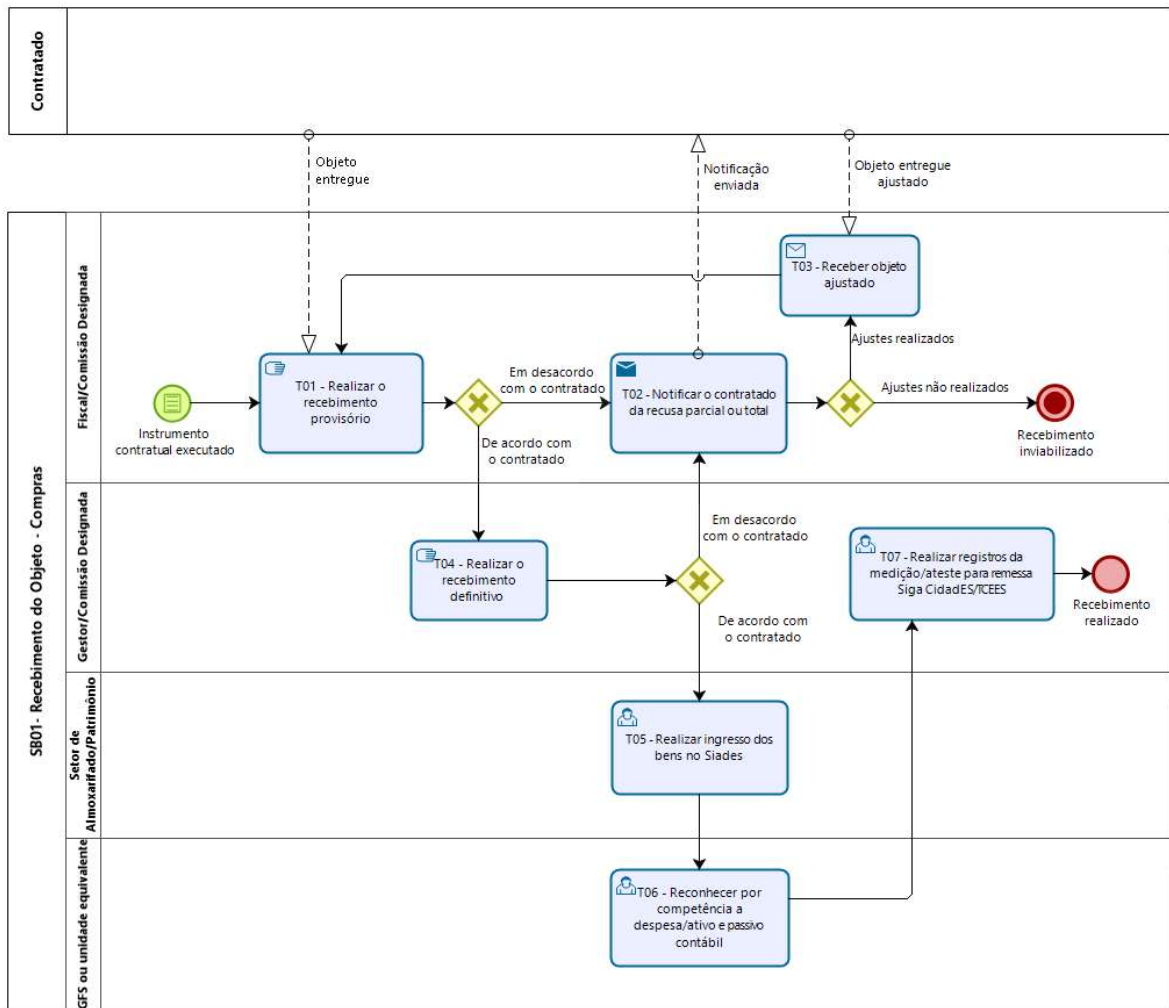 Contratado
Objeto
entregue
Notificação
enviada
Objeto entregue
ajustado
SB01- Recebimento do Objeto - Compras
Fiscal/Comissão Designada
T03 - Receber objeto
ajustado
Instrumento
contratual executado
T01 - Realizar o
recebimento
provisório
Em desacordo
com o contratado
De acordo com
o contratado
T02 - Notificar o contratado
da recusa parcial ou total
Ajustes realizados
Ajustes não realizados
Recebimento
inviabilizado
Gestor/Comissão Designada
T04 - Realizar o
recebimento
definitivo
Em desacordo
com o contratado
De acordo com
o contratado
T07 - Realizar registros da
medição/ateste para remessa
Siga CidadES/TCEES
Recebimento
realizado
Setor de
Almoxarifado/Patrimônio
T05 - Realizar ingresso dos
bens no Siades
GFS ou unidade equivalente
T06 - Reconhecer por
competência a
despesa/ativo e passivo
contábil